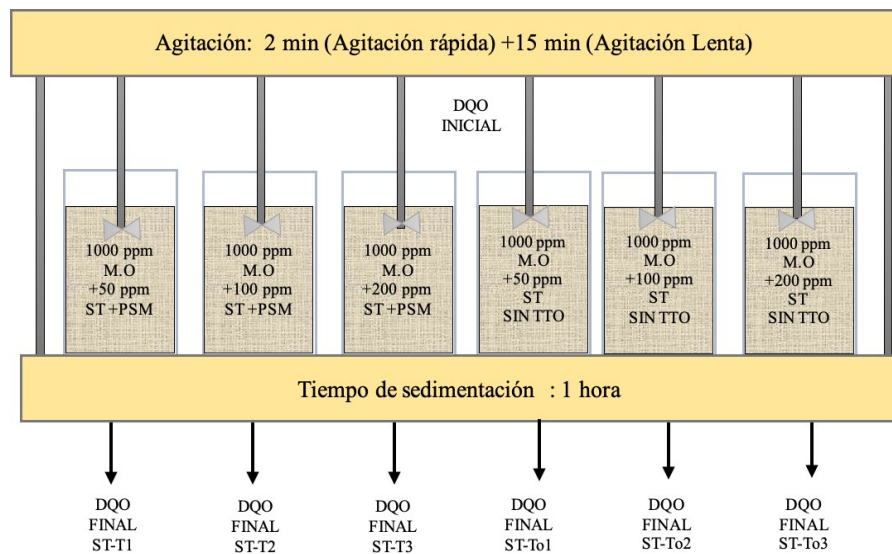 Agitación: 2 min (Agitación rápida) +15 min (Agitación Lenta)
DQO
INICIAL
1000 ppm
M.O
+50 ppm
ST +PSM
1000 ppm
M.O
+100 ppm
ST +PSM
1000 ppm
M.O
+200 ppm
ST +PSM
1000 ppm
M.O
+50 ppm
ST
SIN TTO
1000 ppm
M.O
+100 ppm
ST
SIN TTO
1000 ppm
M.O
+200 ppm
ST
SIN TTO
Tiempo de sedimentación : 1 hora
DQO
FINAL
ST-T1
DQO
FINAL
ST-T2
DQO
FINAL
ST-T3
DQO
FINAL
ST-To1
DQO
FINAL
ST-To2
DQO
FINAL
ST-To3